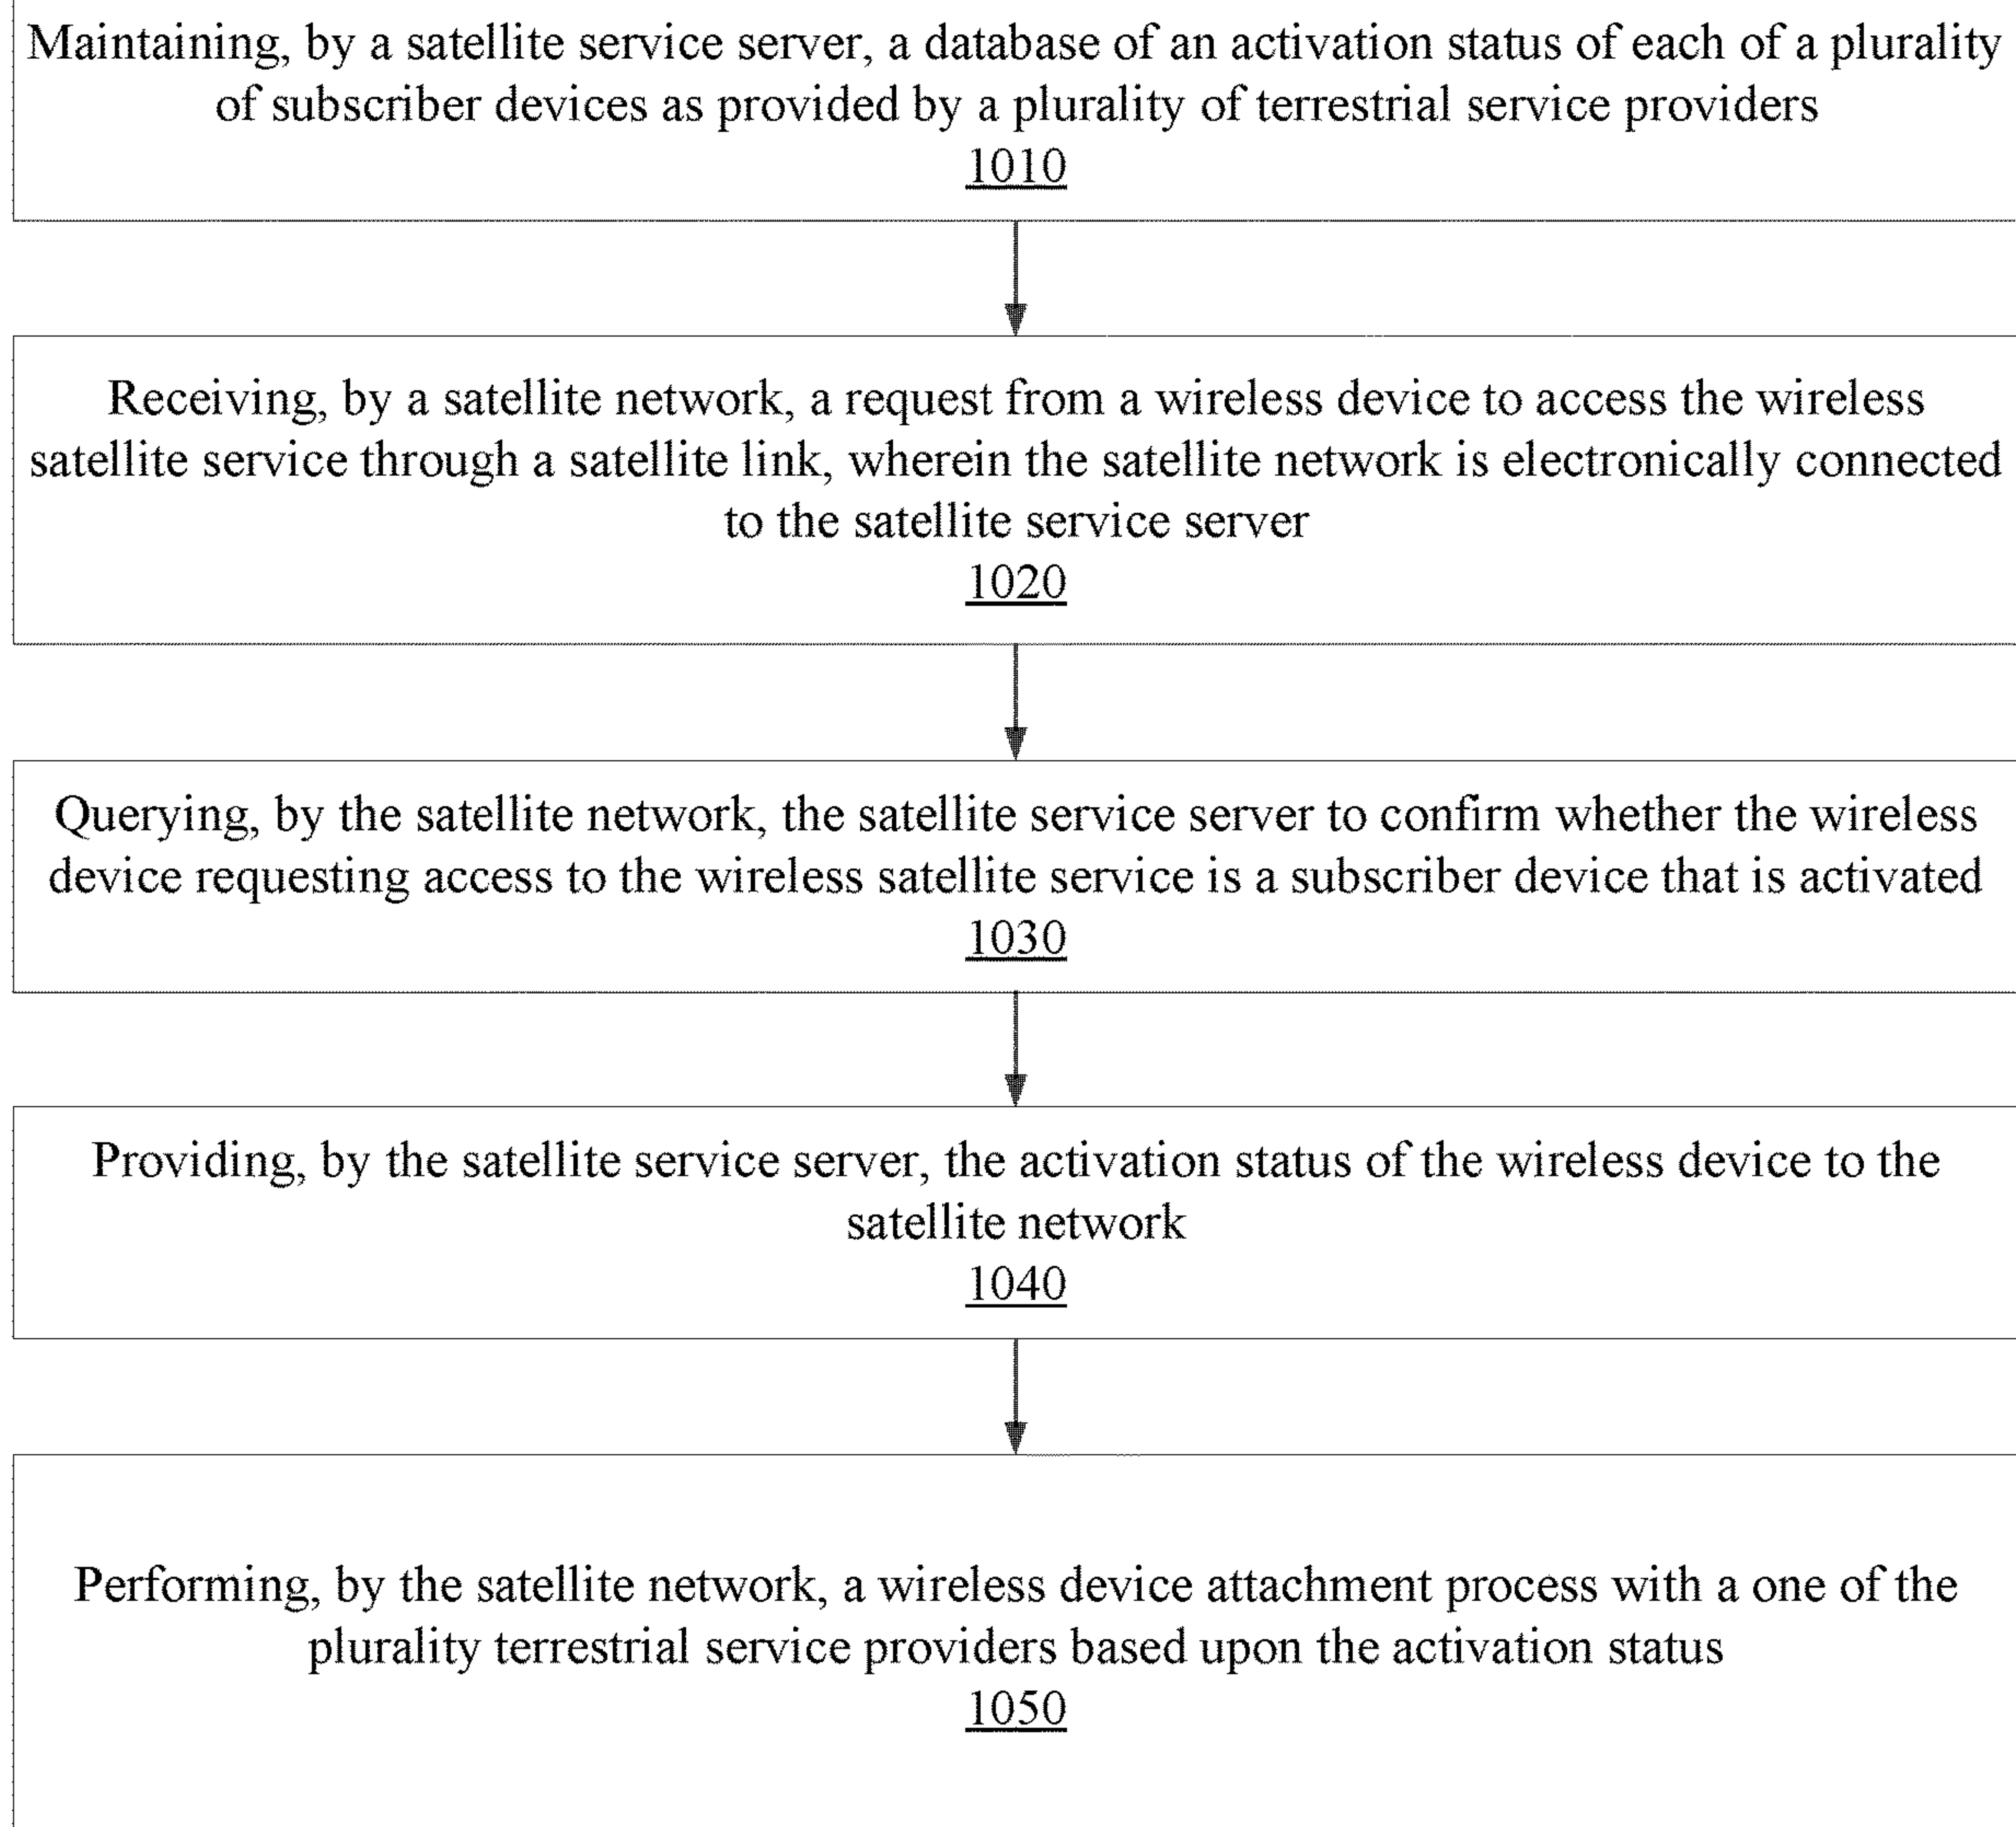 Maintaining, by a satellite service server, a database of an activation status of each of a plurality
of subscriber devices as provided by a plurality of terrestrial service providers
1010
Receiving, by a satellite network, a request from a wireless device to access the wireless
satellite service through a satellite link, wherein the satellite network is electronically connected
to the satellite service server
1020
Querying, by the satellite network, the satellite service server to confirm whether the wireless
device requesting access to the wireless satellite service is a subscriber device that is activated
1030
Providing, by the satellite service server, the activation status of the wireless device to the
satellite network
1040
Performing, by the satellite network, a wireless device attachment process with a one of the
plurality terrestrial service providers based upon the activation status
1050